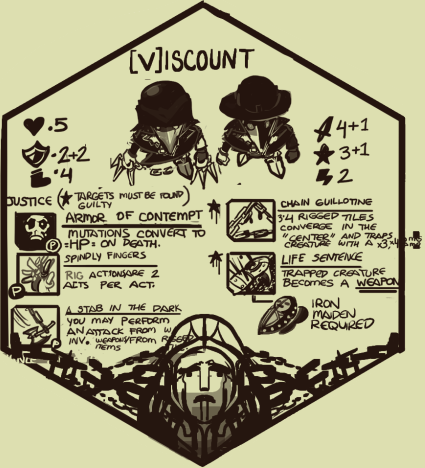 [V]ISCOUNT
♥·5
·2+2
·4
4+1
★ 3+1
⚡ 2
JUSTICE (★ TARGETS MUST BE FOUND GUILTY)
ARMOR OF CONTEMPT
MUTATIONS CONVERT TO
=HP= ON DEATH.
P
SPINDLY FINGERS
RIG ACTIONS ARE 2
ACTS PER ACT.
P
A STAB IN THE DARK
YOU MAY PERFORM
AN ATTACK FROM
INV. WEAPON/FROM RIGGED
ITEMS
P
CHAIN GUILLOTINE
3·4 RIGGED TILES
CONVERGE IN THE
"CENTER" AND TRAPS
CREATURE WITH A
LIFE SENTENCE
TRAPPED CREATURE
BECOMES A WEAPON
IRON
MAIDEN
REQUIRED